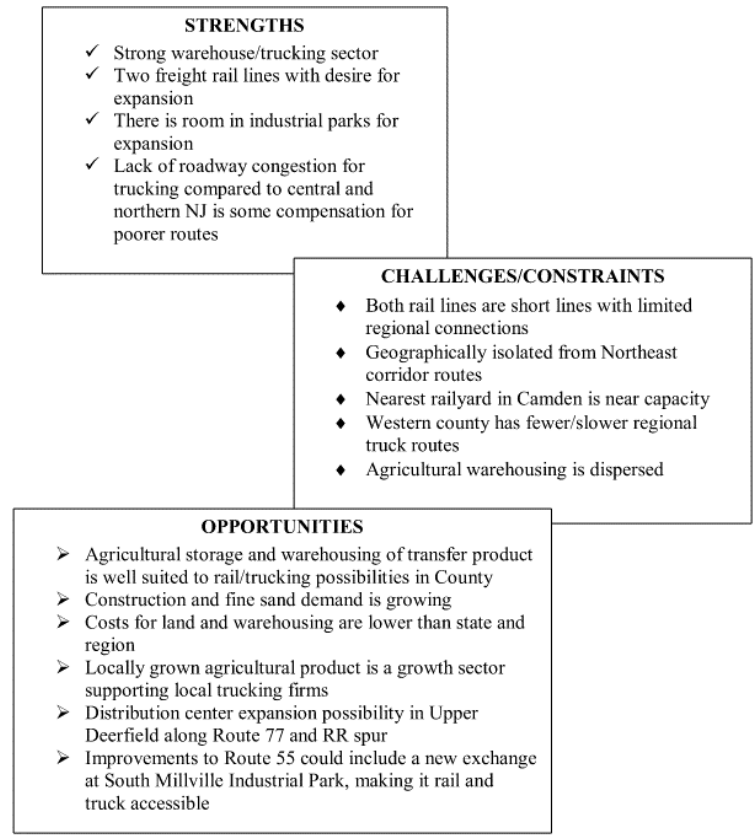 STRENGTHS
✓ Strong warehouse/trucking sector
✓ Two freight rail lines with desire for
expansion
✓ There is room in industrial parks for
expansion
✓ Lack of roadway congestion for
trucking compared to central and
northern NJ is some compensation for
poorer routes
CHALLENGES/CONSTRAINTS
♦ Both rail lines are short lines with limited
regional connections
♦ Geographically isolated from Northeast
corridor routes
♦ Nearest railyard in Camden is near capacity
♦ Western county has fewer/slower regional
truck routes
♦ Agricultural warehousing is dispersed
OPPORTUNITIES
➢ Agricultural storage and warehousing of transfer product
is well suited to rail/trucking possibilities in County
➢ Construction and fine sand demand is growing
➢ Costs for land and warehousing are lower than state and
region
➢ Locally grown agricultural product is a growth sector
supporting local trucking firms
➢ Distribution center expansion possibility in Upper
Deerfield along Route 77 and RR spur
➢ Improvements to Route 55 could include a new exchange
at South Millville Industrial Park, making it rail and
truck accessible